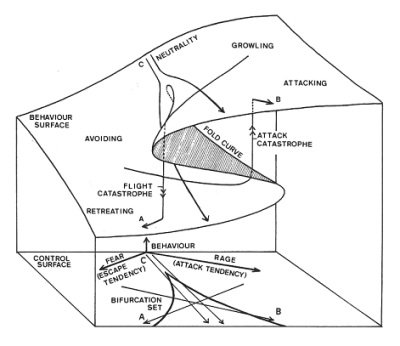 C
NEUTRALITY
GROWLING
ATTACKING
B
BEHAVIOUR
SURFACE
AVOIDING
FOLD CURVE
ATTACK
CATASTROPHE
FLIGHT
CATASTROPHE
RETREATING
A
BEHAVIOUR
CONTROL
SURFACE
FEAR
(ESCAPE
TENDENCY)
C
RAGE
(ATTACK TENDENCY)
BIFURCATION
SET
A
B